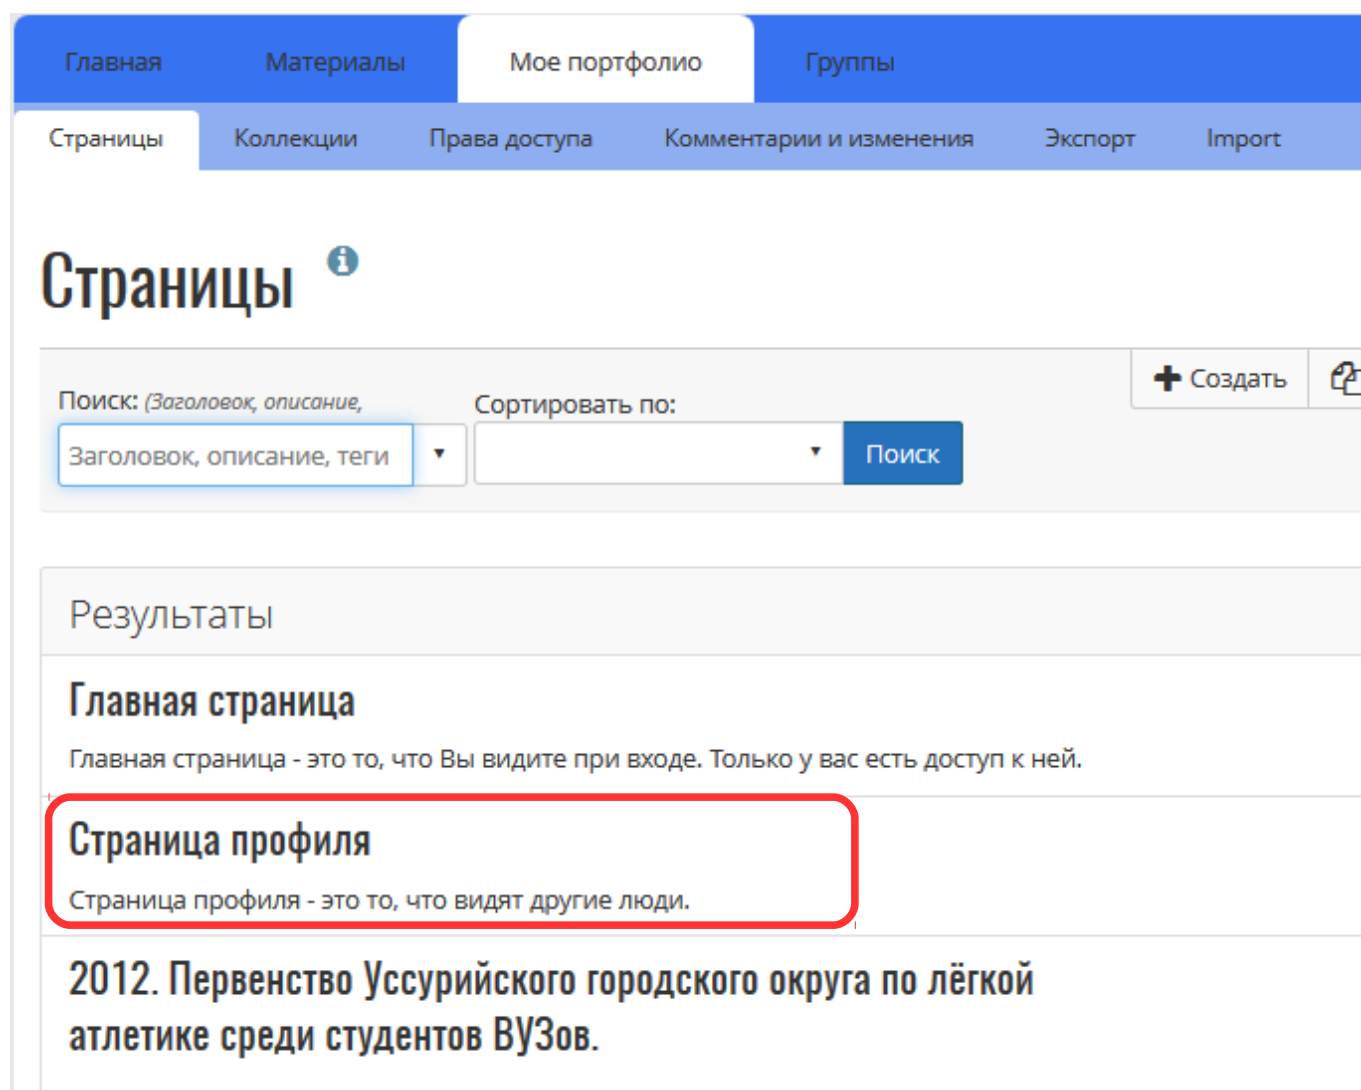 Главная Материалы Мое портфолио Группы
Страницы Коллекции Права доступа Комментарии и изменения Экспорт Import
Страницы
Создать
Поиск: (Заголовок, описание, Сортировать по:
Заголовок, описание, теги Поиск
Результаты
Главная страница
Главная страница - это то, что Вы видите при входе. Только у вас есть доступ к ней.
Страница профиля
Страница профиля - это то, что видят другие люди.
2012. Первенство Уссурийского городского округа по лёгкой
атлетике среди студентов ВУЗов.